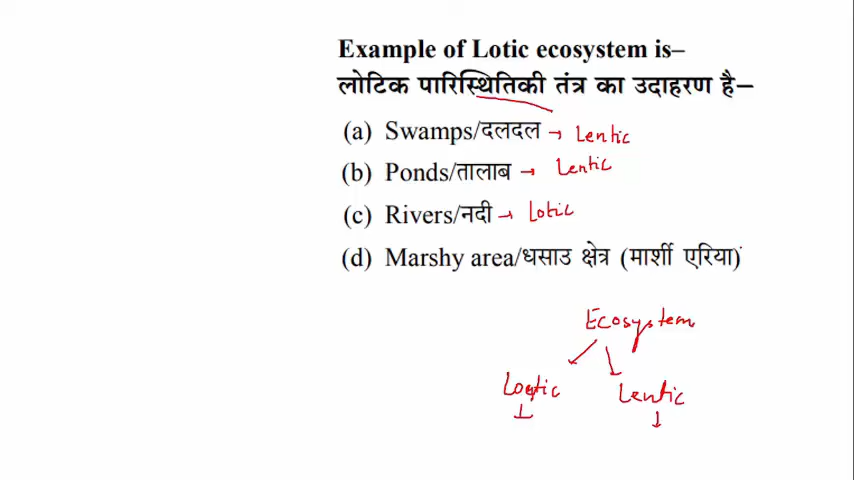 Example of Lotic ecosystem is–
लोटिक पारिस्थितिकी तंत्र का उदाहरण है–
(a) Swamps/दलदल → Lentic
(b) Ponds/तालाब → Lentic
(c) Rivers/नदी → Lotic
(d) Marshy area/धसाउ क्षेत्र (मार्शी एरिया)
Ecosystem
Lotic Lentic